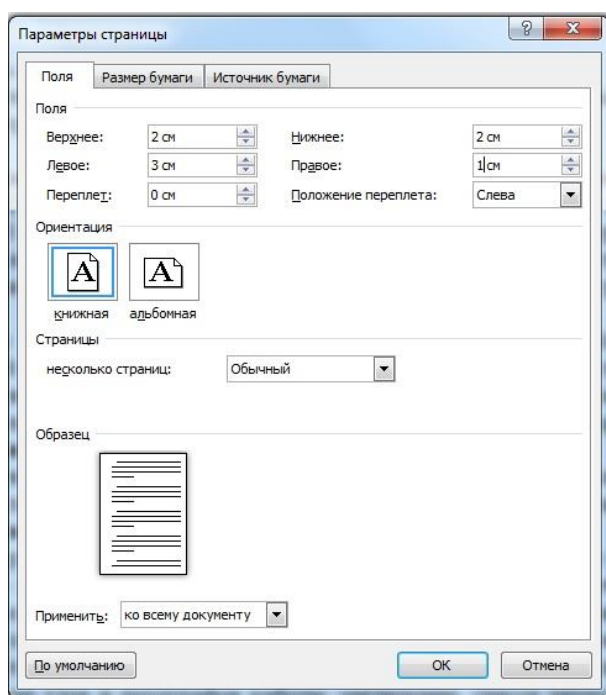 Параметры страницы
Поля Размер бумаги Источник бумаги
Поля
Верхнее: 2 см Нижнее: 2 см
Левое: 3 см Правое: 1 см
Переплет: 0 см Положение переплета: Слева
Ориентация
A A
книжная альбомная
Страницы
несколько страниц: Обычный
Образец
Применить: ко всему документу
По умолчанию ОК Отмена